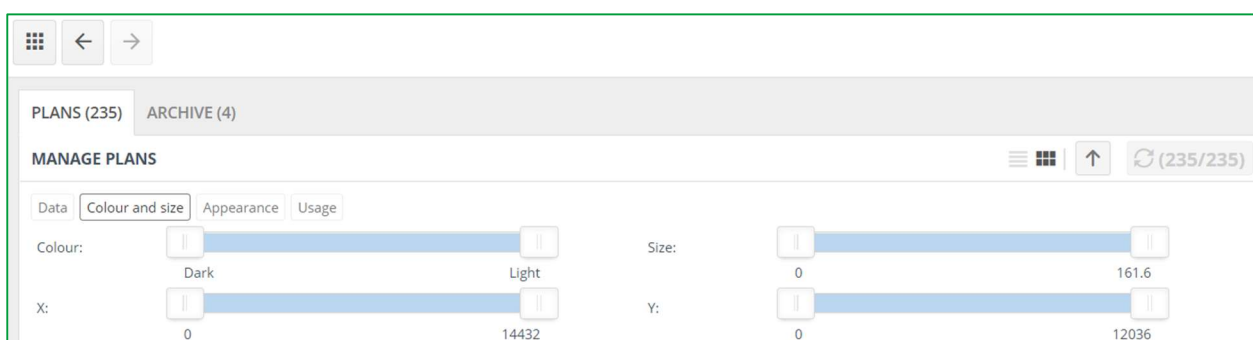 PLANS (235) ARCHIVE (4)
MANAGE PLANS (235/235)
Data Colour and size Appearance Usage
Colour: Size:
Dark Light 0 161.6
X: Y:
0 14432 0 12036